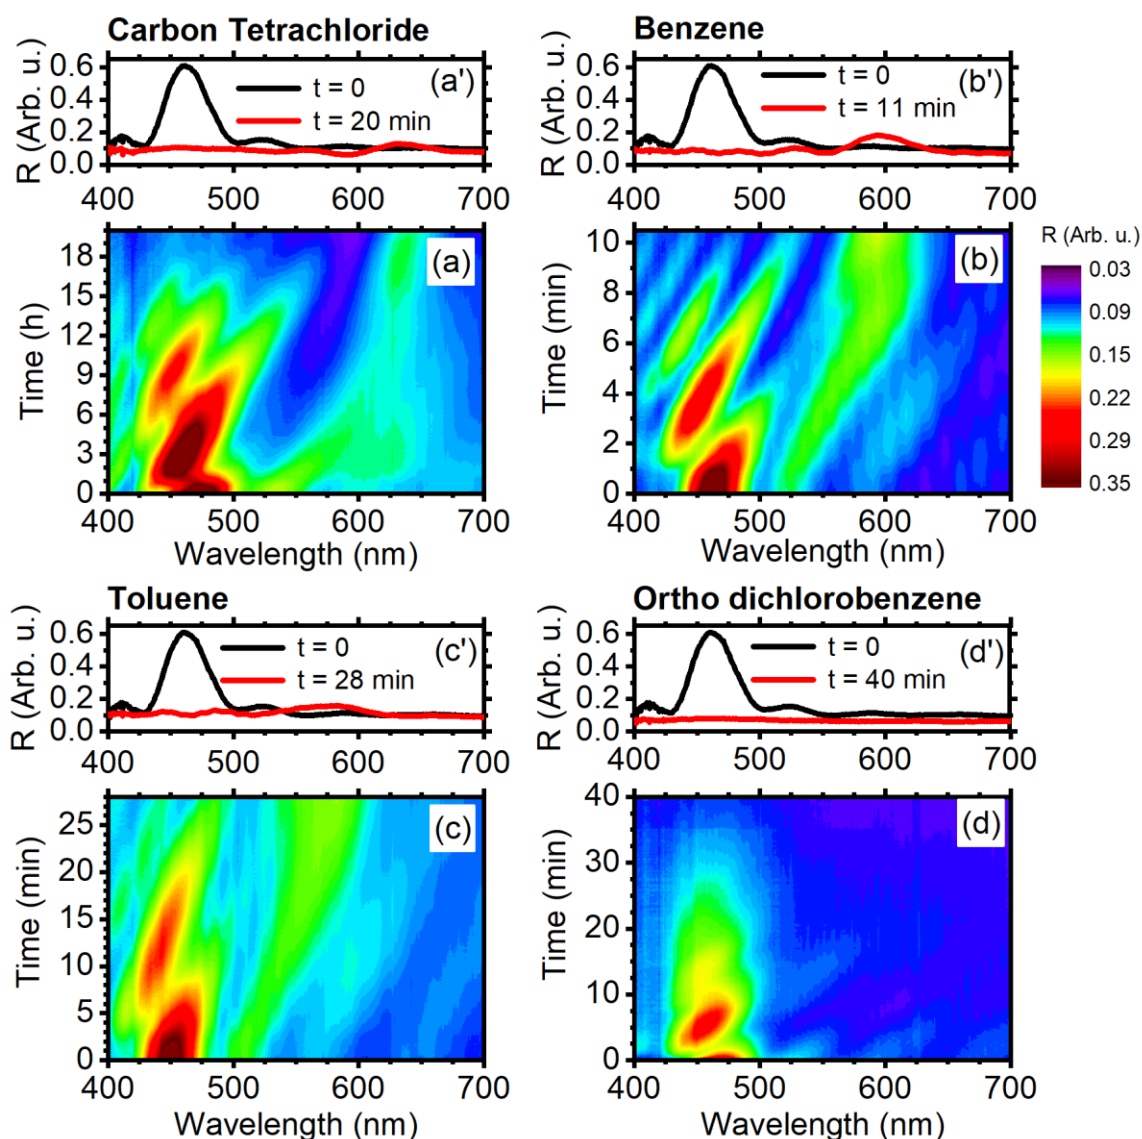 Carbon Tetrachloride
R (Arb. u.)
0.6
0.4
0.2
0.0
t = 0
t = 20 min
(a')
400 500 600 700
Time (h)
18
15
12
9
6
3
0
(a)
400 500 600 700
Wavelength (nm)
Benzene
R (Arb. u.)
0.6
0.4
0.2
0.0
t = 0
t = 11 min
(b')
400 500 600 700
Time (min)
10
8
6
4
2
0
(b)
400 500 600 700
Wavelength (nm)
R (Arb. u.)
0.03
0.09
0.15
0.22
0.29
0.35
Toluene
R (Arb. u.)
0.6
0.4
0.2
0.0
t = 0
t = 28 min
(c')
400 500 600 700
Time (min)
25
20
15
10
5
0
(c)
400 500 600 700
Wavelength (nm)
Ortho dichlorobenzene
R (Arb. u.)
0.6
0.4
0.2
0.0
t = 0
t = 40 min
(d')
400 500 600 700
Time (min)
40
30
20
10
0
(d)
400 500 600 700
Wavelength (nm)